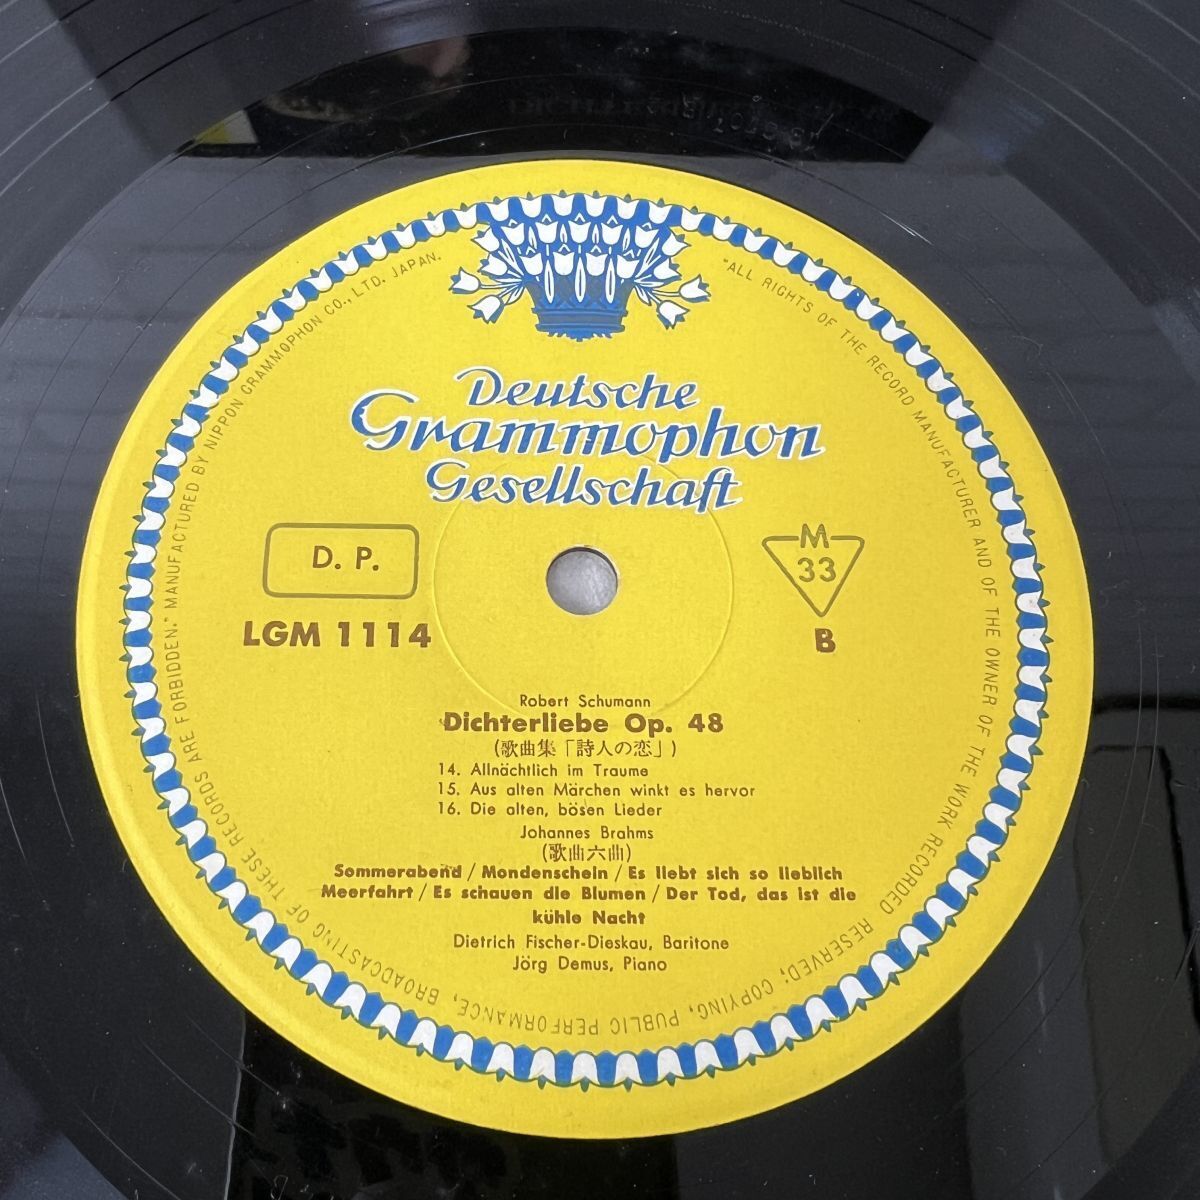 Deutsche
Grammophon
Gesellschaft
D. P.
LGM 1114
M
33
B
Robert Schumann
Dichterliebe Op. 48
(歌曲集「詩人の恋」)
14. Allnächtlich im Traume
15. Aus alten Märchen winkt es hervor
16. Die alten, bösen Lieder
Johannes Brahms
(歌曲六曲)
Sommerabend / Mondenschein / Es liebt sich so lieblich
Meerfahrt / Es schauen die Blumen / Der Tod, das ist die
kühle Nacht
Dietrich Fischer-Dieskau, Baritone
Jörg Demus, Piano
"ALL RIGHTS OF THE RECORD MANUFACTURER AND OF THE OWNER OF THE WORK RECORDED RESERVED; COPYING, PUBLIC PERFORMANCE, BROADCASTING OF THESE RECORDS ARE FORBIDDEN." MANUFACTURED BY NIPPON GRAMMOPHON CO., LTD. JAPAN.